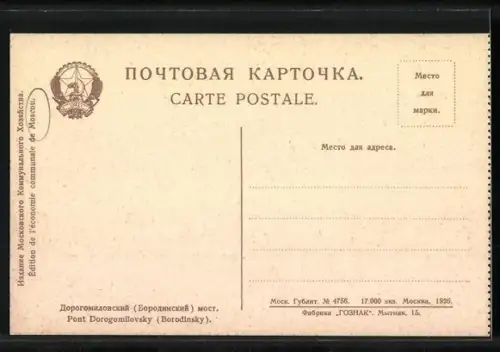 ПОЧТОВАЯ КАРТОЧКА.
CARTE POSTALE.
Место
для
марки.
Место для адреса.
Издание Московского Коммунального Хозяйства.
Édition de l'économie communale de Moscou.
Дорогомиловский (Бородинский) мост.
Pont Dorogomilovsky (Borodinsky).
Моск. Гублит. № 4756. 17.000 экз. Москва, 1926.
Фабрика "ГОЗНАК". Мытная, 15.